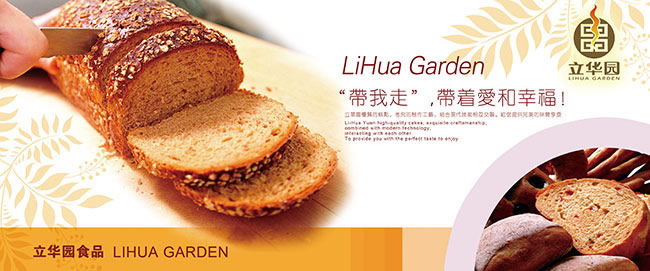 立华园
LIHUA GARDEN
LiHua Garden
“帶我走”,帶着愛和幸福!
Li-Hua Yuan high-quality cakes, exquisite craftsmanship,
combined with modern technology,
interacting with each other.
To provide you with the perfect taste to enjoy
立华园食品 LIHUA GARDEN